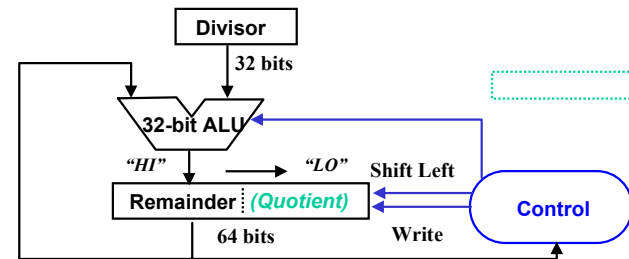 Divisor
32 bits
32-bit ALU
“HI”
“LO”
Shift Left
Remainder (Quotient)
Control
64 bits
Write